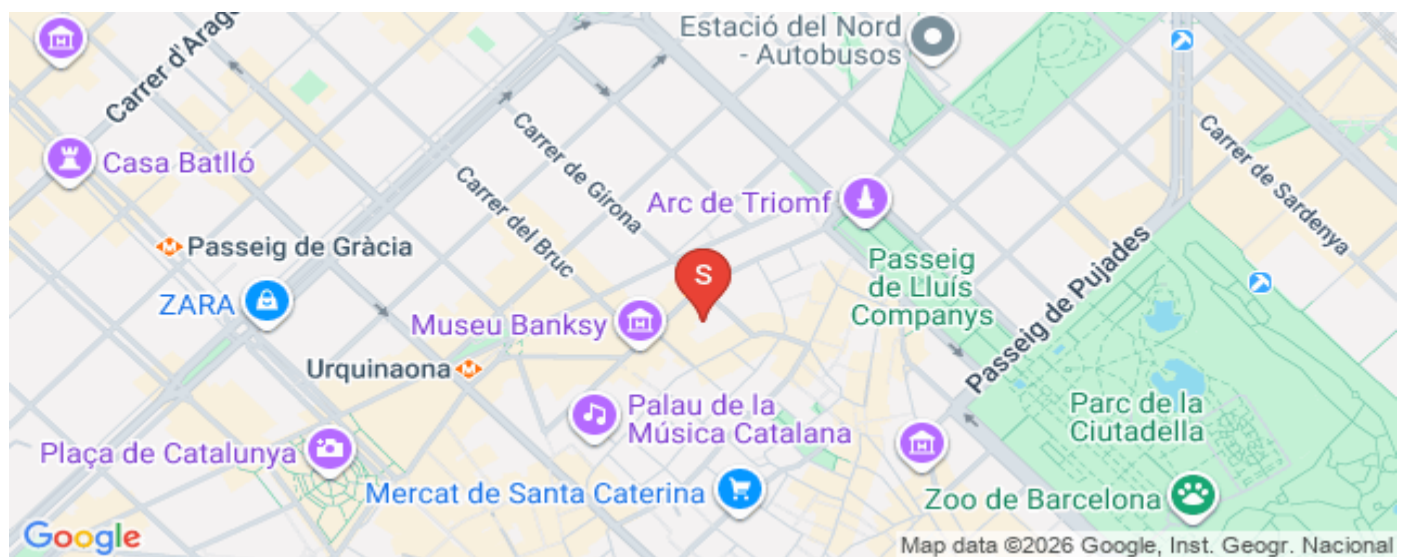 Estació del Nord
- Autobusos
Carrer d'Arag
Carrer de Girona
Carrer de Sardenya
Casa Batlló
Carrer del Bruc
Arc de Triomf
Passeig de Gràcia
Passeig
de Lluís
Companys
Passeig de Pujades
S
ZARA
Museu Banksy
Urquinaona
Palau de la
Música Catalana
Parc de la
Ciutadella
Plaça de Catalunya
Mercat de Santa Caterina
Zoo de Barcelona
Google
Map data ©2026 Google, Inst. Geogr. Nacional